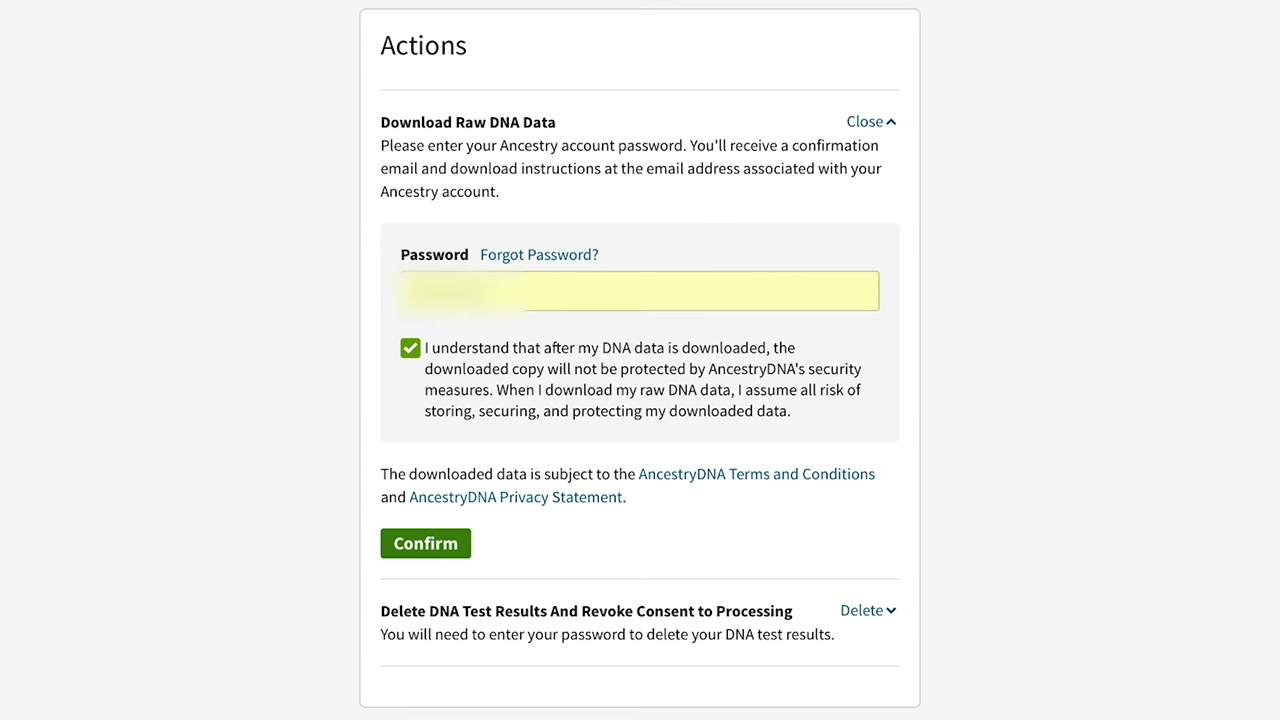 Actions
Download Raw DNA Data
Close
Please enter your Ancestry account password. You'll receive a confirmation
email and download instructions at the email address associated with your
Ancestry account.
Password Forgot Password?
I understand that after my DNA data is downloaded, the
downloaded copy will not be protected by AncestryDNA's security
measures. When I download my raw DNA data, I assume all risk of
storing, securing, and protecting my downloaded data.
The downloaded data is subject to the AncestryDNA Terms and Conditions
and AncestryDNA Privacy Statement.
Confirm
Delete DNA Test Results And Revoke Consent to Processing
Delete
You will need to enter your password to delete your DNA test results.